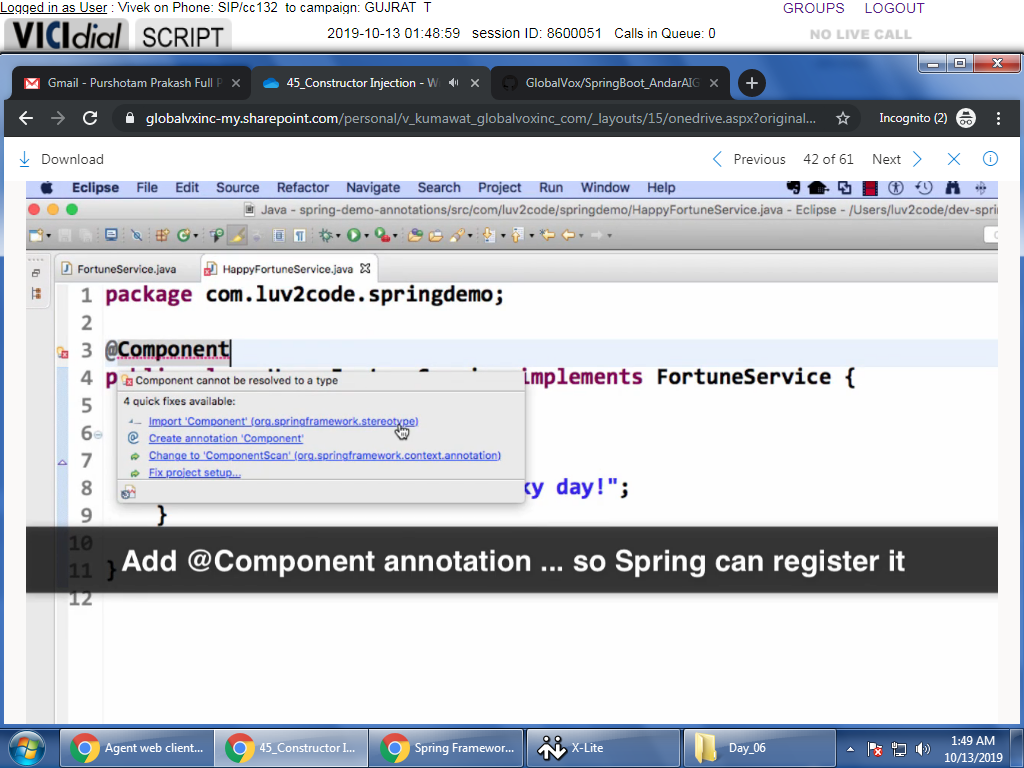 Logged in as User : Vivek on Phone: SIP/cc132 to campaign: GUJRAT_T
GROUPS LOGOUT
VICIdial SCRIPT
2019-10-13 01:48:59 session ID: 8600051 Calls in Queue: 0
NO LIVE CALL
Gmail - Purshotam Prakash Full P
45_Constructor Injection - W
GlobalVox/SpringBoot_AndarAIG
globalvxinc-my.sharepoint.com/personal/v_kumawat_globalvoxinc_com/_layouts/15/onedrive.aspx?original...
Incognito (2)
Download
Previous 42 of 61 Next
Eclipse File Edit Source Refactor Navigate Search Project Run Window Help
Java - spring-demo-annotations/src/com/luv2code/springdemo/HappyFortuneService.java - Eclipse - /Users/luv2code/dev-spri
FortuneService.java HappyFortuneService.java
1 package com.luv2code.springdemo;
2
3 @Component
4 p implements FortuneService {
Component cannot be resolved to a type
4 quick fixes available:
5
Import 'Component' (org.springframework.stereotype)
6
Create annotation 'Component'
Change to 'ComponentScan' (org.springframework.context.annotation)
7
Fix project setup...
8 ky day!";
9 }
10
11 }
Add @Component annotation ... so Spring can register it
12
Agent web client...
45_Constructor I...
Spring Framewor...
X-Lite
Day_06
1:49 AM
10/13/2019